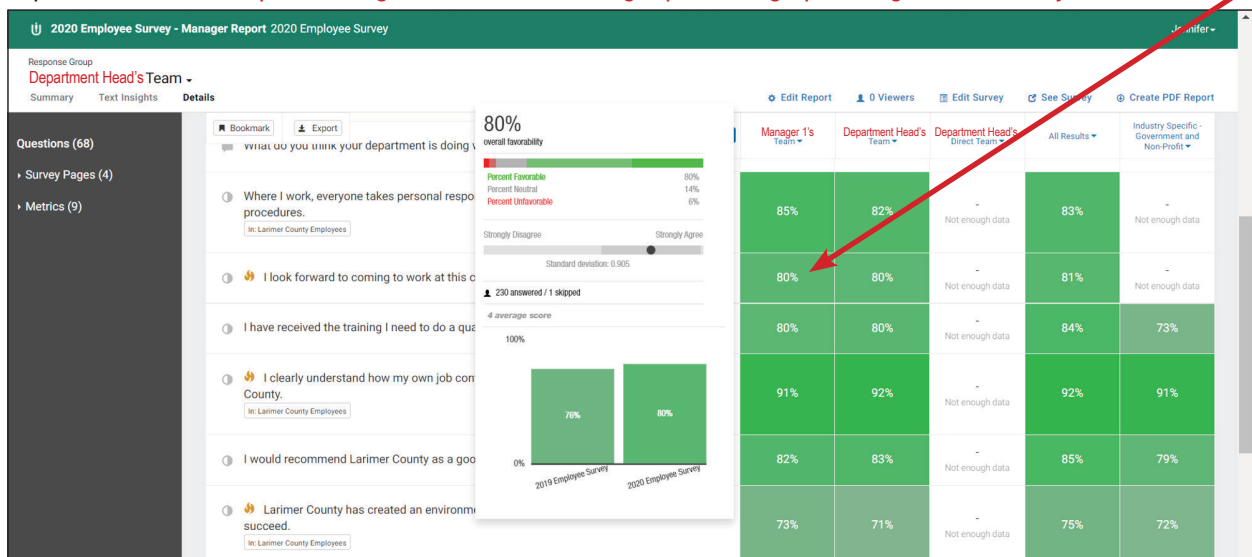 2020 Employee Survey - Manager Report 2020 Employee Survey
Response Group
Department Head's Team
Summary Text Insights Details
Edit Report 0 Viewers Edit Survey See Survey Create PDF Report
Questions (68)
Survey Pages (4)
Metrics (9)
Bookmark Export
Manager 1's Team
Department Head's Team
Department Head's Direct Team
All Results
Industry Specific - Government and Non-Profit
What do you think your department is doing
Where I work, everyone takes personal
procedures.
In: Larimer County Employees
85% 82% - Not enough data 83% - Not enough data
I look forward to coming to work at this
80% 80% - Not enough data 81% - Not enough data
I have received the training I need to do a
80% 80% - Not enough data 84% 73%
I clearly understand how my own job
County.
In: Larimer County Employees
91% 92% - Not enough data 92% 91%
I would recommend Larimer County as a
82% 83% - Not enough data 85% 79%
Larimer County has created an
succeed.
In: Larimer County Employees
73% 71% - Not enough data 75% 72%
80%
overall favorability
Percent Favorable 80%
Percent Neutral 14%
Percent Unfavorable 6%
Strongly Disagree Strongly Agree
Standard deviation: 0.905
230 answered / 1 skipped
4 average score
100%
76% 80%
0%
2019 Employee Survey 2020 Employee Survey